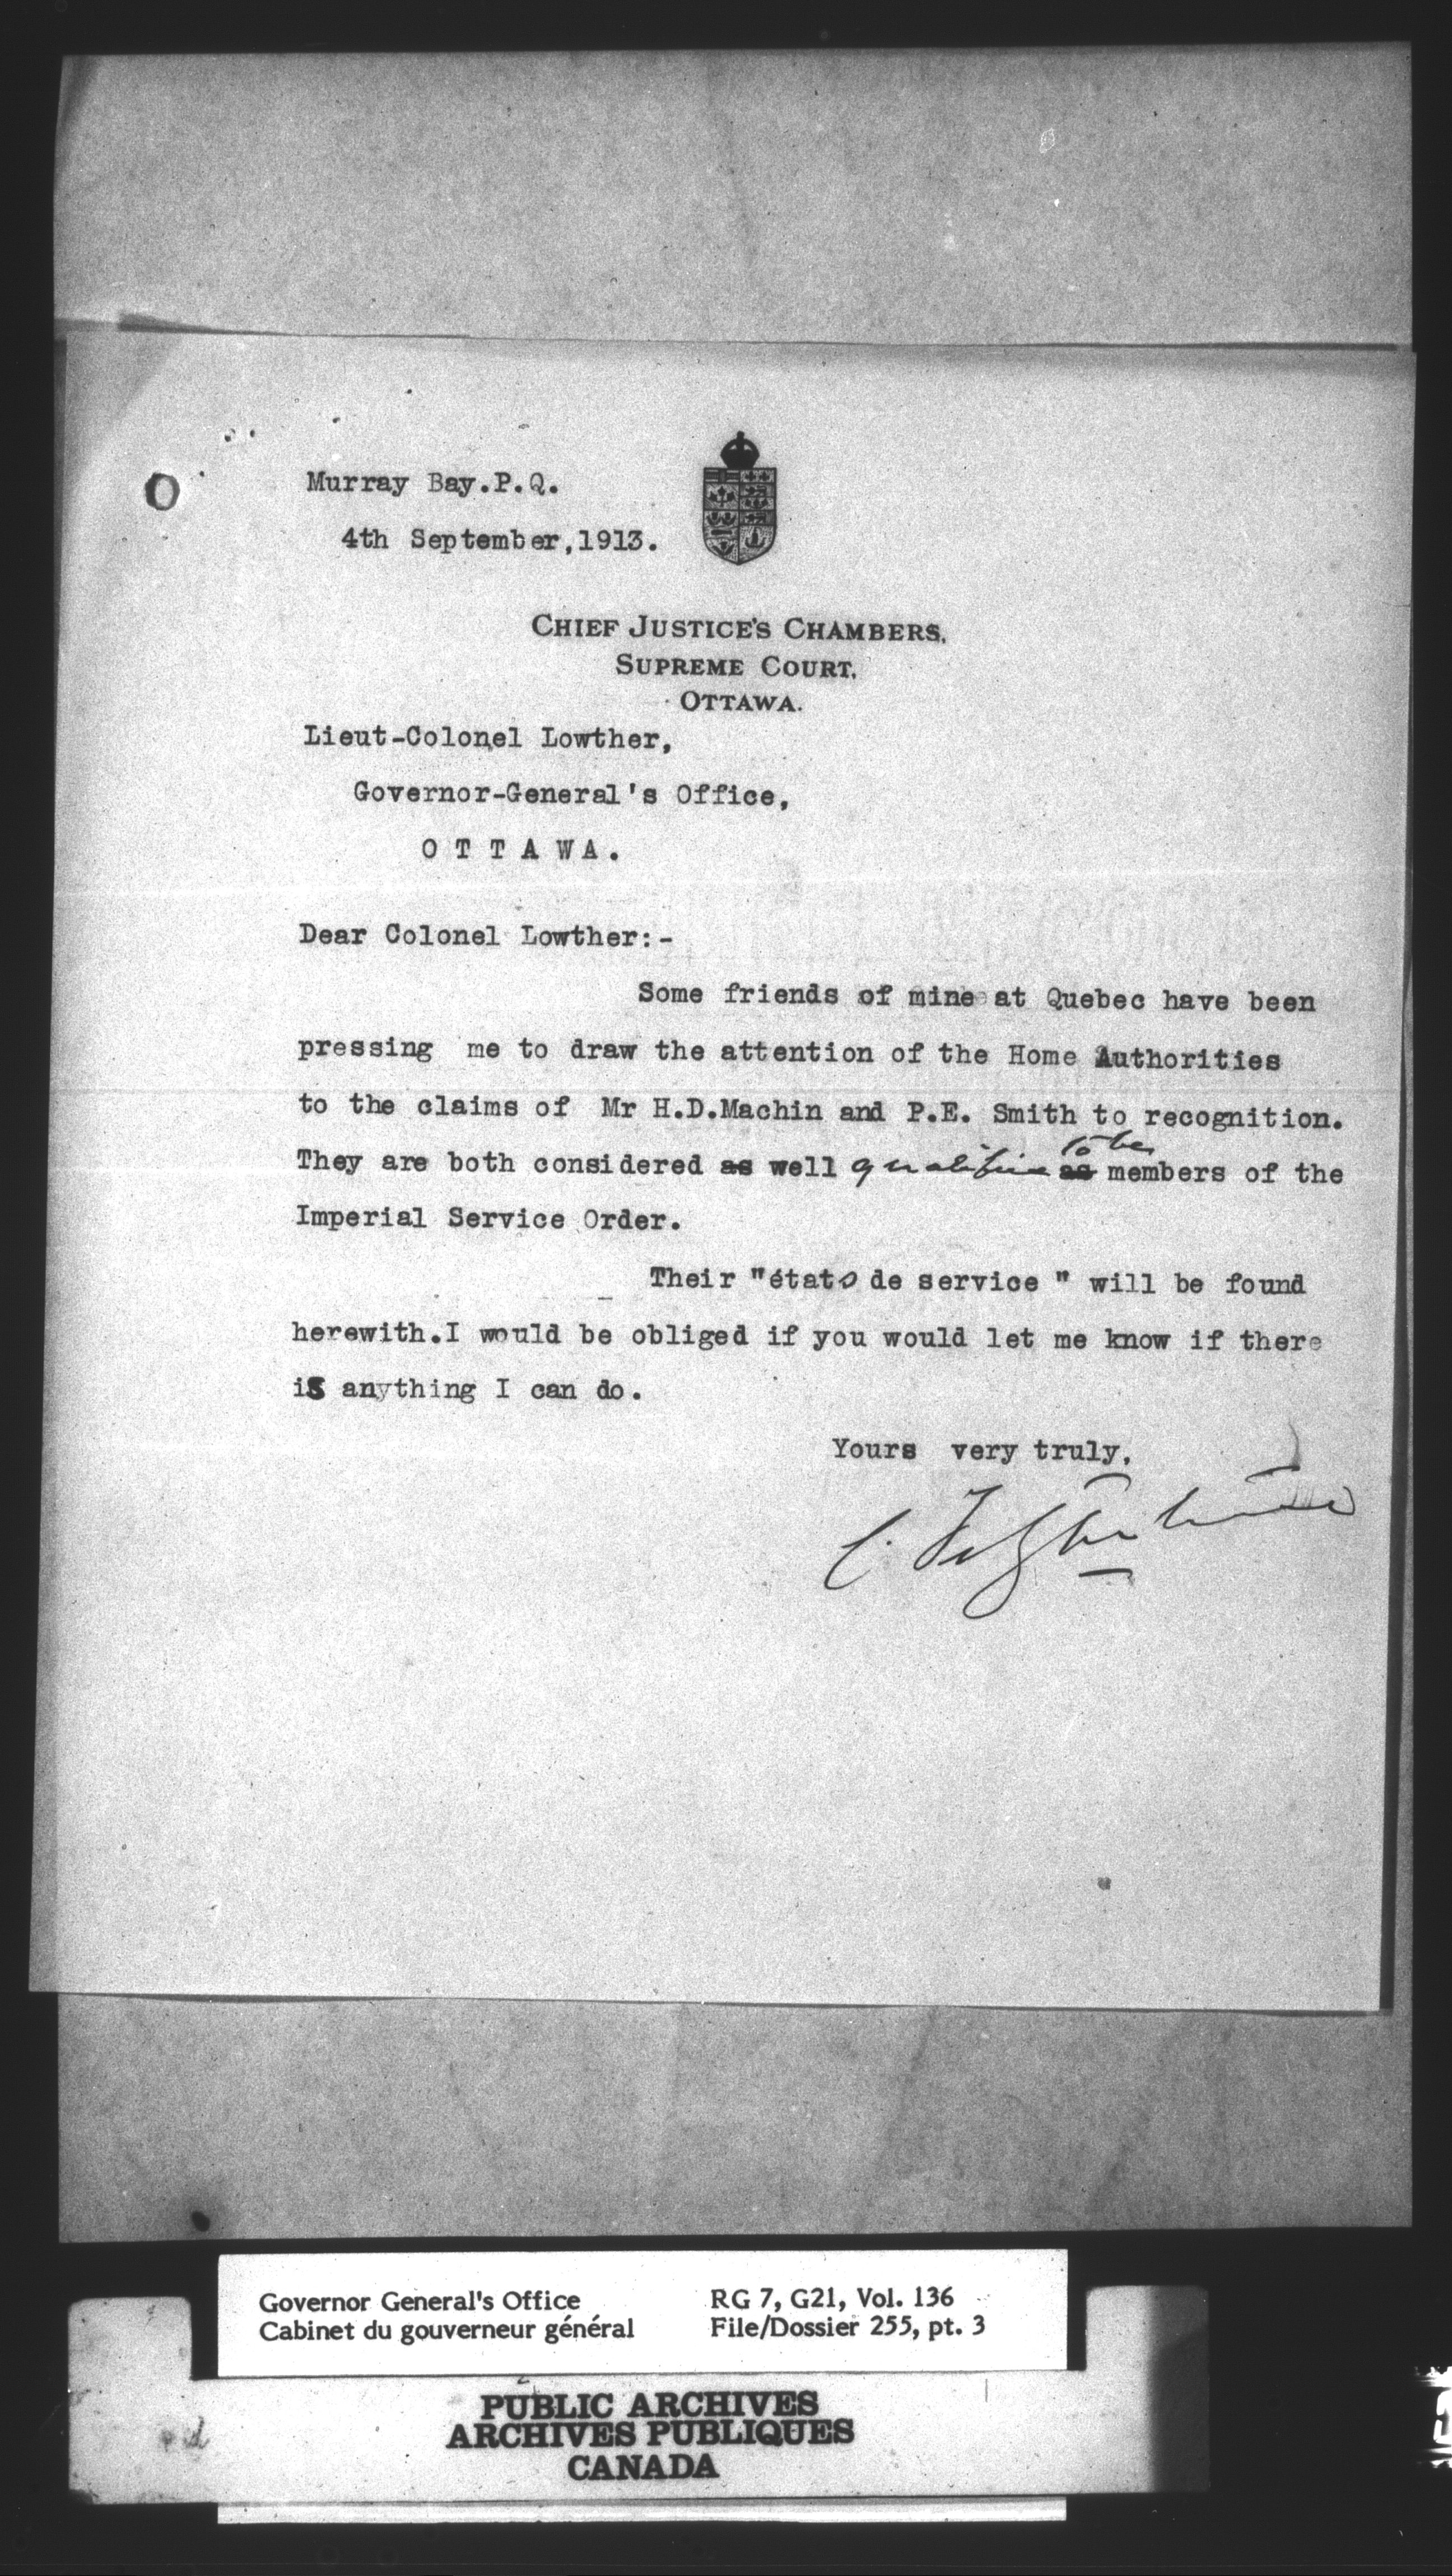 Murray Bay.P.Q.
4th September,1913.
CHIEF JUSTICE'S CHAMBERS,
SUPREME COURT,
OTTAWA.
Lieut-Colonel Lowther,
Governor-General's Office,
O T T A W A.
Dear Colonel Lowther:-
Some friends of mine at Quebec have been
pressing me to draw the attention of the Home Authorities
to the claims of Mr H.D.Machin and P.E. Smith to recognition.
to be
They are both considered as well qualified as members of the
Imperial Service Order.
Their "états de service " will be found
herewith.I would be obliged if you would let me know if there
is anything I can do.
Yours very truly,
C. Fitzpatrick
Governor General's Office
Cabinet du gouverneur général
RG 7, G21, Vol. 136
File/Dossier 255, pt. 3
PUBLIC ARCHIVES
ARCHIVES PUBLIQUES
CANADA